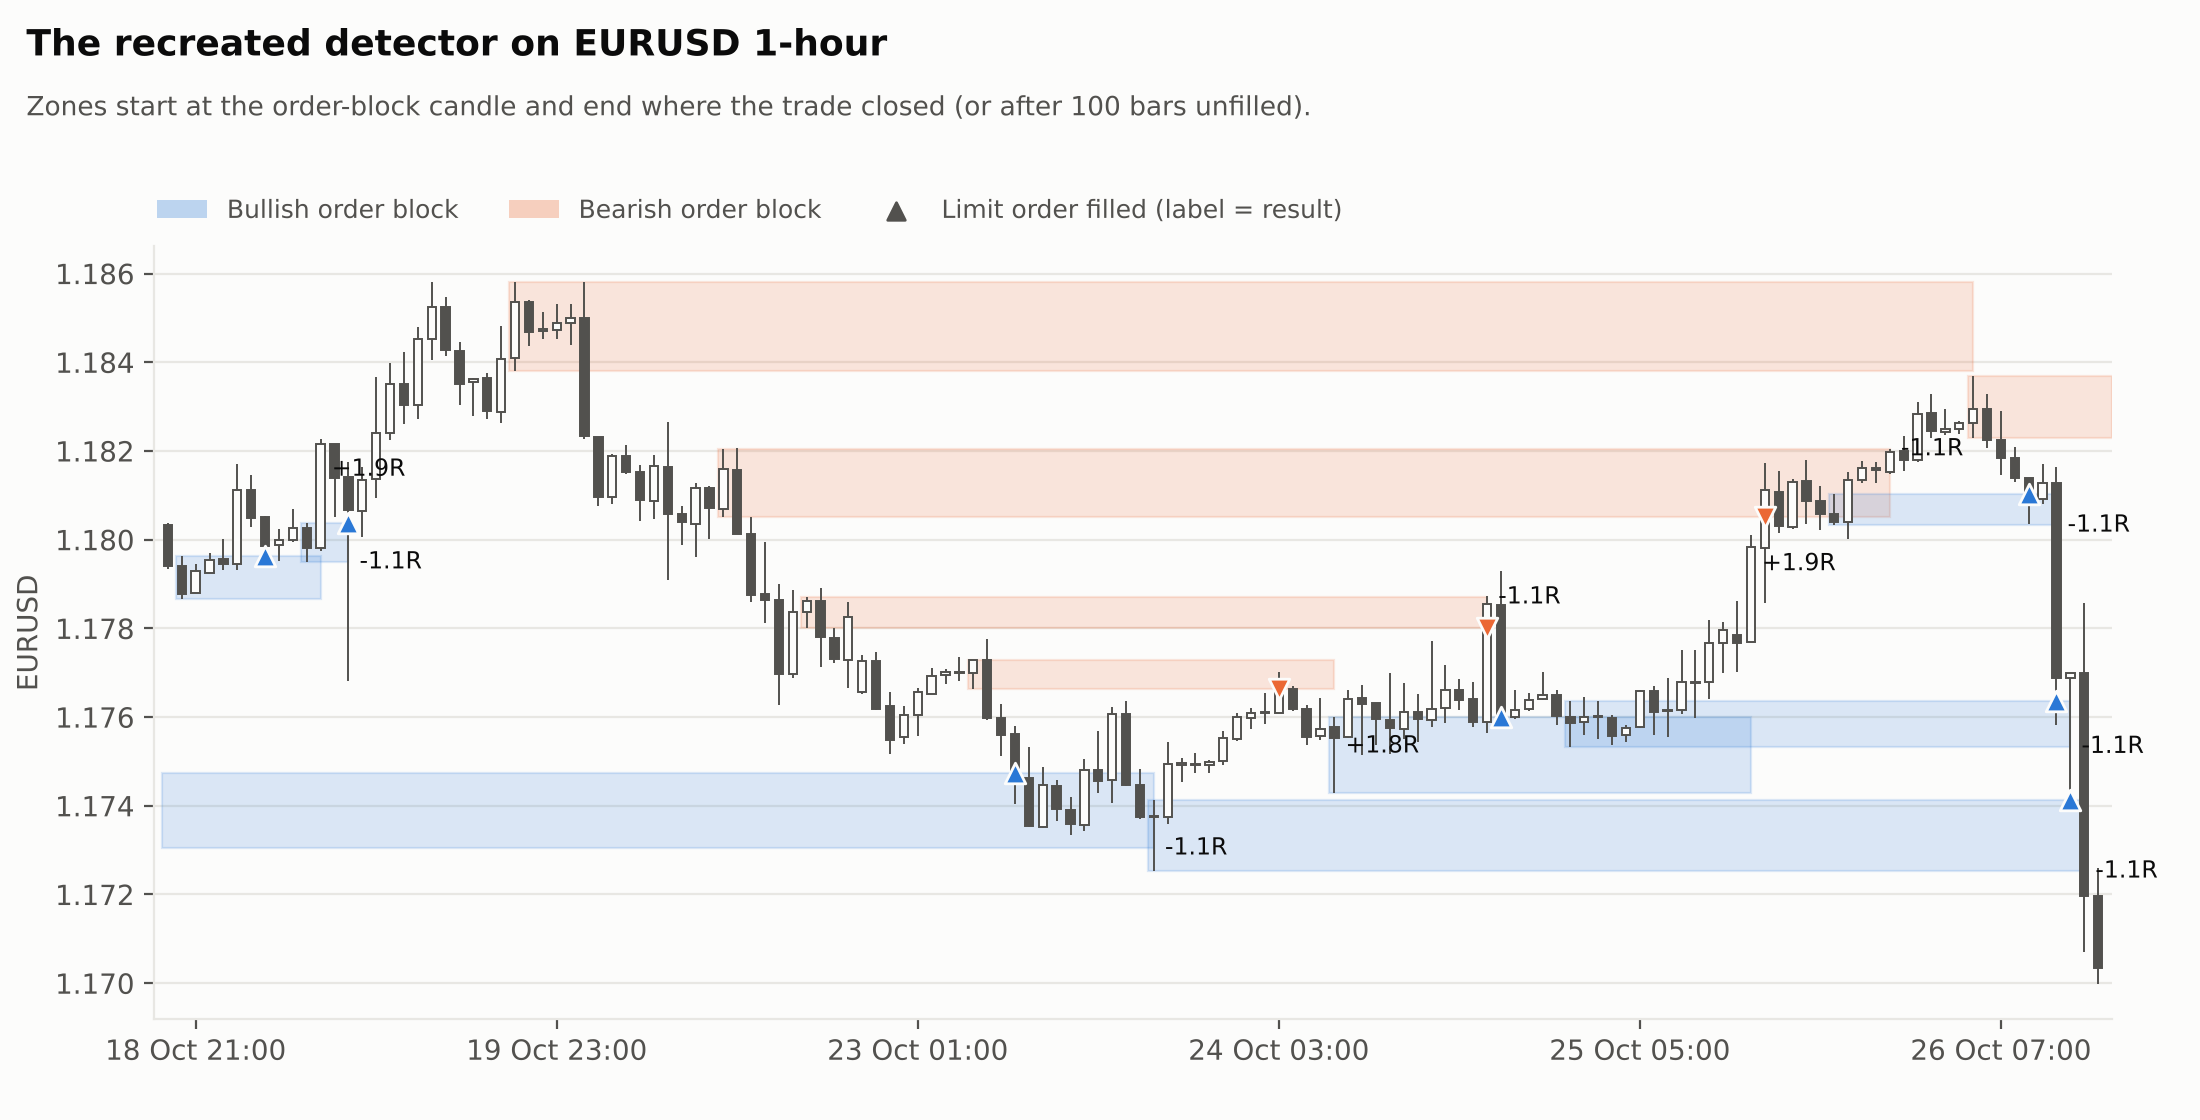 The recreated detector on EURUSD 1-hour
Zones start at the order-block candle and end where the trade closed (or after 100 bars unfilled).
Bullish order block
Bearish order block
Limit order filled (label = result)
1.186
1.184
1.182
1.180
1.178
1.176
1.174
1.172
1.170
EURUSD
+1.9R
-1.1R
-1.1R
+1.8R
-1.1R
+1.9R
-1.1R
-1.1R
-1.1R
-1.1R
18 Oct 21:00
19 Oct 23:00
23 Oct 01:00
24 Oct 03:00
25 Oct 05:00
26 Oct 07:00